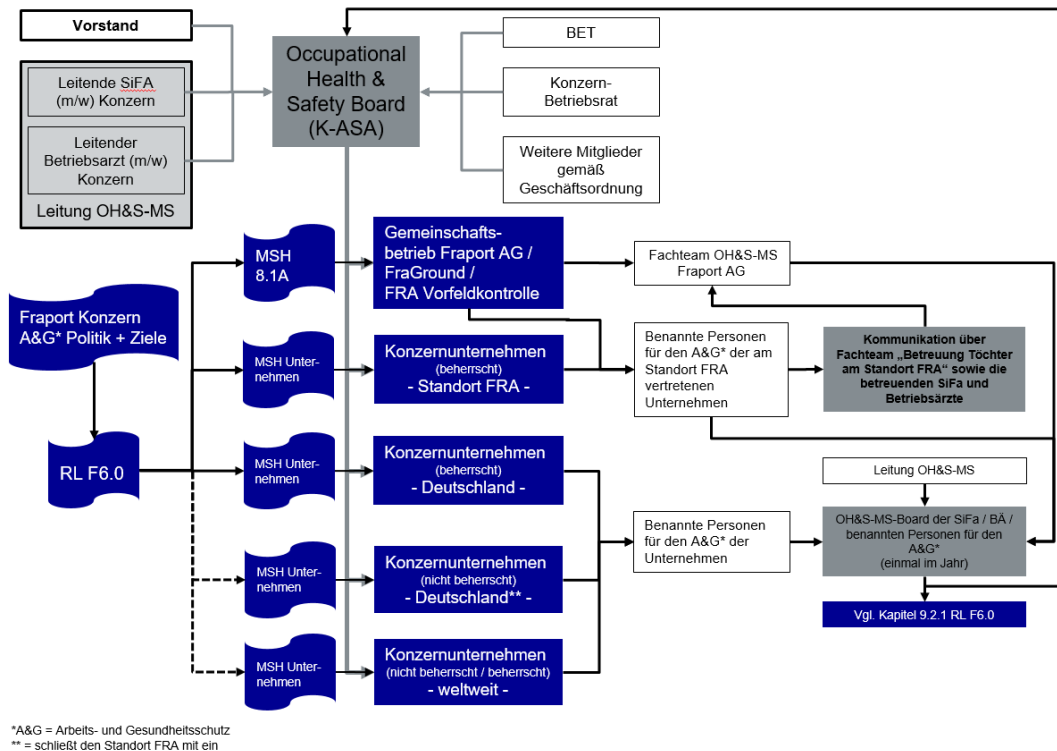 Vorstand
Leitende SiFA
(m/w) Konzern
Leitender
Betriebsarzt (m/w)
Konzern
Leitung OH&S-MS
Occupational
Health &
Safety Board
(K-ASA)
BET
Konzern-
Betriebsrat
Weitere Mitglieder
gemäß
Geschäftsordnung
Fraport Konzern
A&G* Politik + Ziele
RL F6.0
MSH
8.1A
Gemeinschafts-
betrieb Fraport AG /
FraGround /
FRA Vorfeldkontrolle
Fachteam OH&S-MS
Fraport AG
MSH Unter-
nehmen
Konzernunternehmen
(beherrscht)
- Standort FRA -
Benannte Personen
für den A&G* der am
Standort FRA
vertretenen
Unternehmen
Kommunikation über
Fachteam „Betreuung Töchter
am Standort FRA“ sowie die
betreuenden SiFa und
Betriebsärzte
MSH Unter-
nehmen
Konzernunternehmen
(beherrscht)
- Deutschland -
MSH Unter-
nehmen
Konzernunternehmen
(nicht beherrscht)
- Deutschland** -
MSH Unter-
nehmen
Konzernunternehmen
(nicht beherrscht / beherrscht)
- weltweit -
Benannte Personen
für den A&G* der
Unternehmen
Leitung OH&S-MS
OH&S-MS-Board der SiFa / BÄ /
benannten Personen für den
A&G*
(einmal im Jahr)
Vgl. Kapitel 9.2.1 RL F6.0
*A&G = Arbeits- und Gesundheitsschutz
** = schließt den Standort FRA mit ein